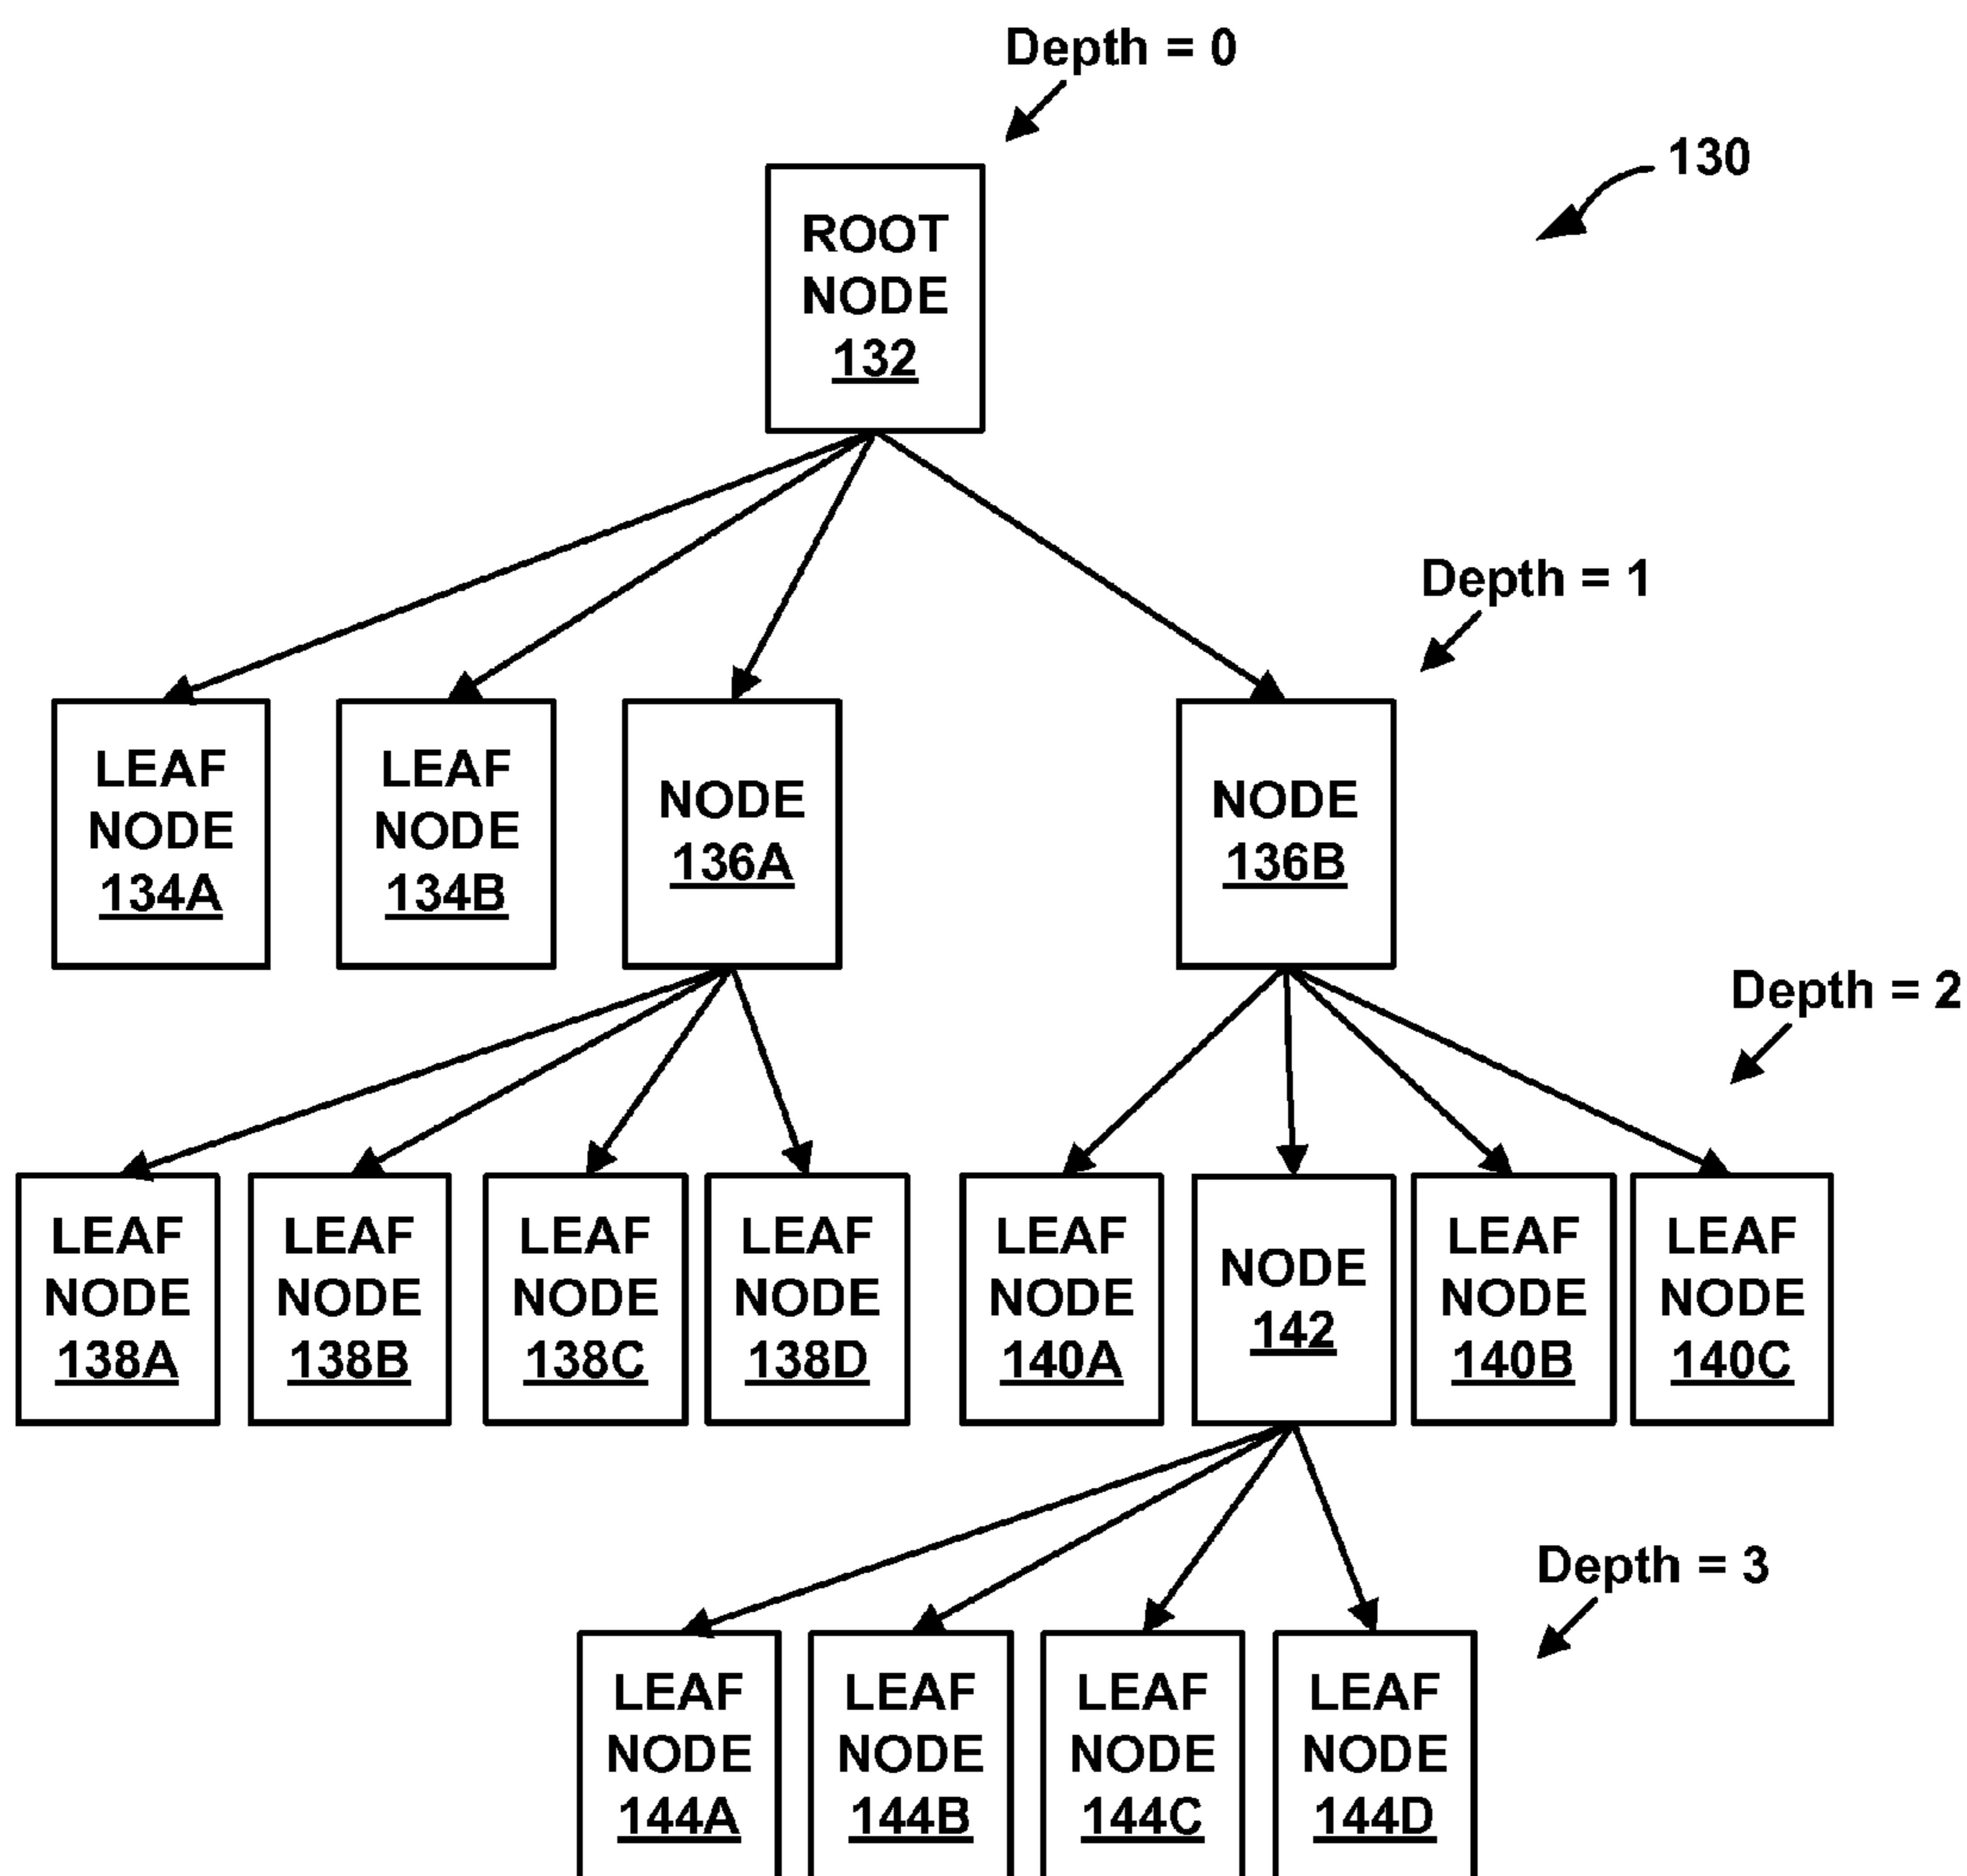 Depth = 0
130
ROOT
NODE
132
Depth = 1
LEAF
NODE
134A
LEAF
NODE
134B
NODE
136A
NODE
136B
Depth = 2
LEAF
NODE
138A
LEAF
NODE
138B
LEAF
NODE
138C
LEAF
NODE
138D
LEAF
NODE
140A
NODE
142
LEAF
NODE
140B
LEAF
NODE
140C
Depth = 3
LEAF
NODE
144A
LEAF
NODE
144B
LEAF
NODE
144C
LEAF
NODE
144D